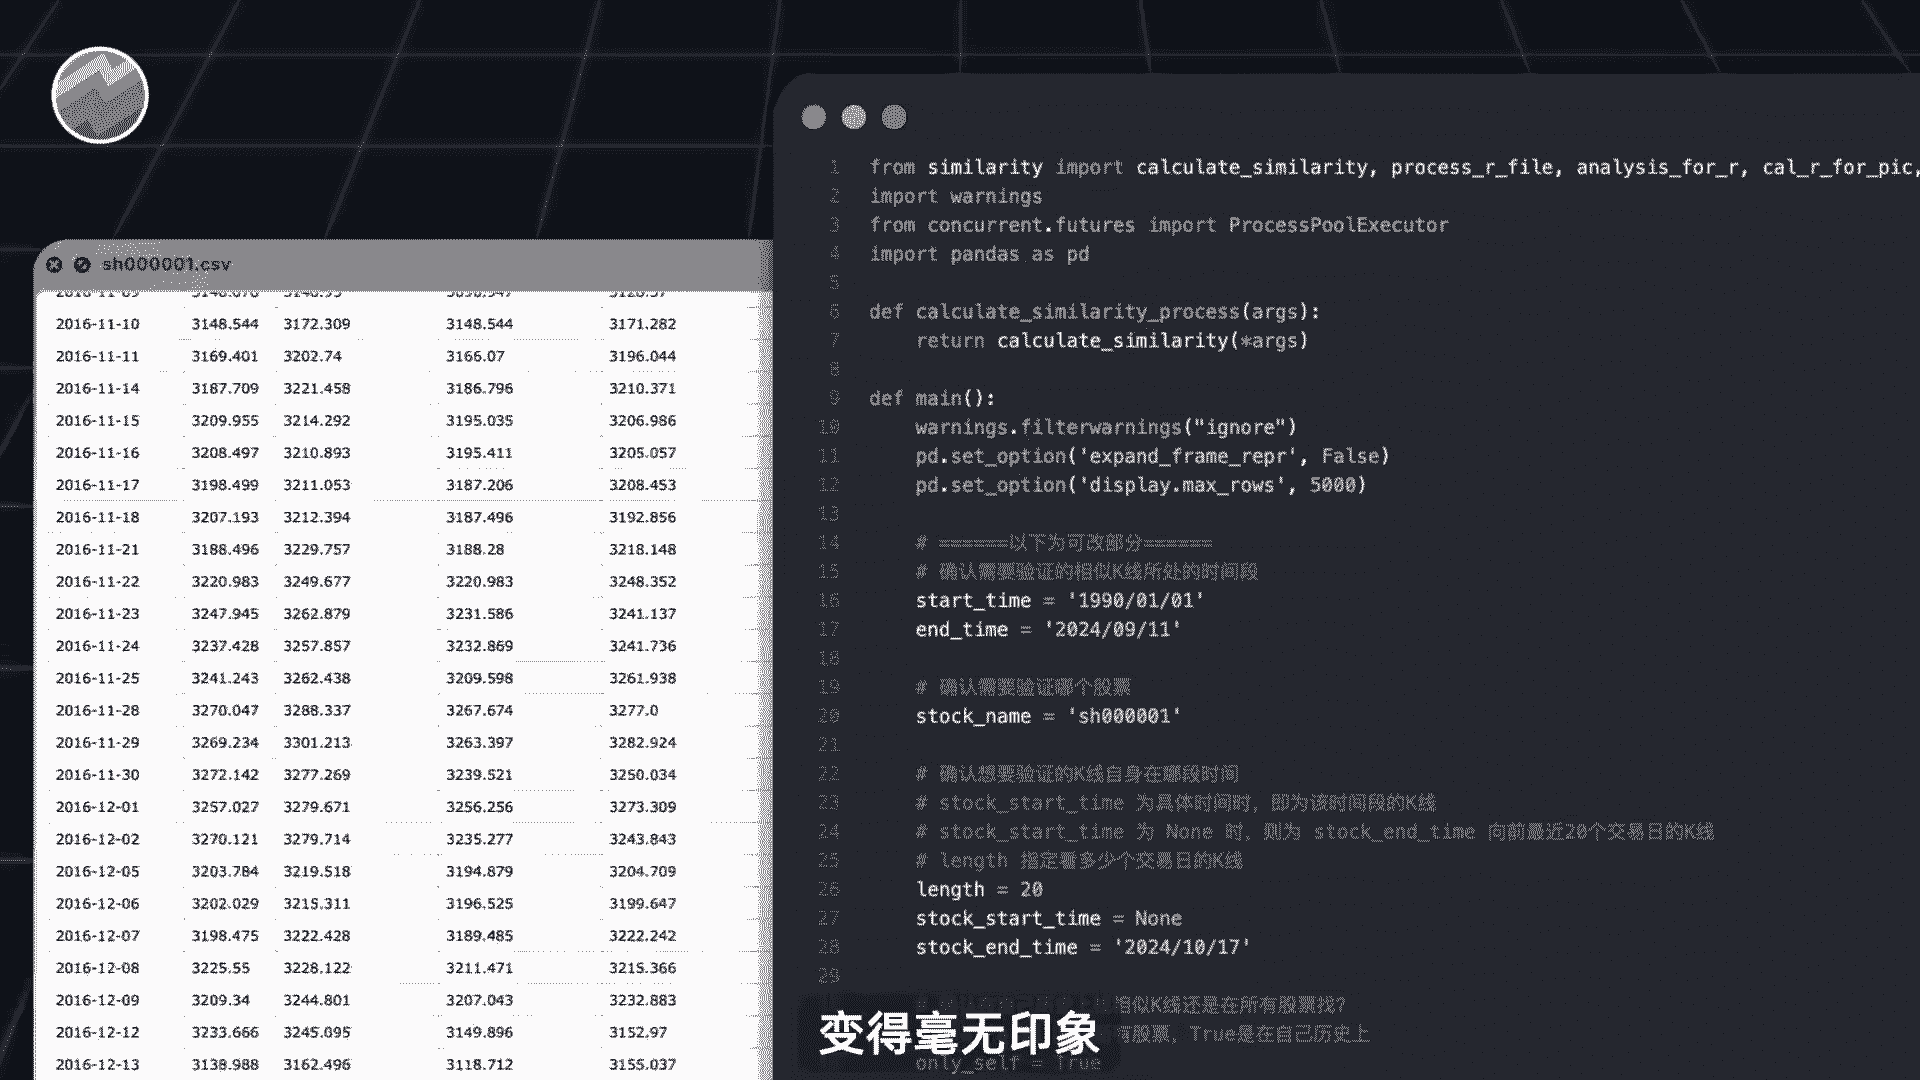 sh000001.csv
2016-11-10 3148.544 3172.309 3148.544 3171.282
2016-11-11 3169.401 3202.74 3166.07 3196.044
2016-11-14 3187.709 3221.458 3186.796 3210.371
2016-11-15 3209.955 3214.292 3195.035 3206.986
2016-11-16 3208.497 3210.893 3195.411 3205.057
2016-11-17 3198.499 3211.053 3187.206 3208.453
2016-11-18 3207.193 3212.394 3187.496 3192.856
2016-11-21 3188.496 3229.757 3188.28 3218.148
2016-11-22 3220.983 3249.677 3220.983 3248.352
2016-11-23 3247.945 3262.879 3231.586 3241.137
2016-11-24 3237.428 3257.857 3232.869 3241.736
2016-11-25 3241.243 3262.438 3209.598 3261.938
2016-11-28 3270.047 3288.337 3267.674 3277.0
2016-11-29 3269.234 3301.213 3263.397 3282.924
2016-11-30 3272.142 3277.269 3239.521 3250.034
2016-12-01 3257.027 3279.671 3256.256 3273.309
2016-12-02 3270.121 3279.714 3235.277 3243.843
2016-12-05 3203.784 3219.518 3194.879 3204.709
2016-12-06 3202.029 3215.311 3196.525 3199.647
2016-12-07 3198.475 3222.428 3189.485 3222.242
2016-12-08 3225.55 3228.122 3211.471 3215.366
2016-12-09 3209.34 3244.801 3207.043 3232.883
2016-12-12 3233.666 3245.095 3149.896 3152.97
2016-12-13 3138.988 3162.496 3118.712 3155.037
1 from similarity import calculate_similarity, process_r_file, analysis_for_r, cal_r_for_pic,
2 import warnings
3 from concurrent.futures import ProcessPoolExecutor
4 import pandas as pd
5
6 def calculate_similarity_process(args):
7 return calculate_similarity(*args)
8
9 def main():
10 warnings.filterwarnings("ignore")
11 pd.set_option('expand_frame_repr', False)
12 pd.set_option('display.max_rows', 5000)
13
14 # ======以下为可改部分======
15 # 确认需要验证的相似K线所处的时间段
16 start_time = '1990/01/01'
17 end_time = '2024/09/11'
18
19 # 确认需要验证哪个股票
20 stock_name = 'sh000001'
21
22 # 确认想要验证的K线自身在哪段时间
23 # stock_start_time 为具体时间时，即为该时间段的K线
24 # stock_start_time 为 None 时，则为 stock_end_time 向前最近20个交易日的K线
25 # length 指定看多少个交易日的K线
26 length = 20
27 stock_start_time = None
28 stock_end_time = '2024/10/17'
29
相似K线还是在所有股票找？
有股票，True是在自己历史上
only_self = True
变得毫无印象